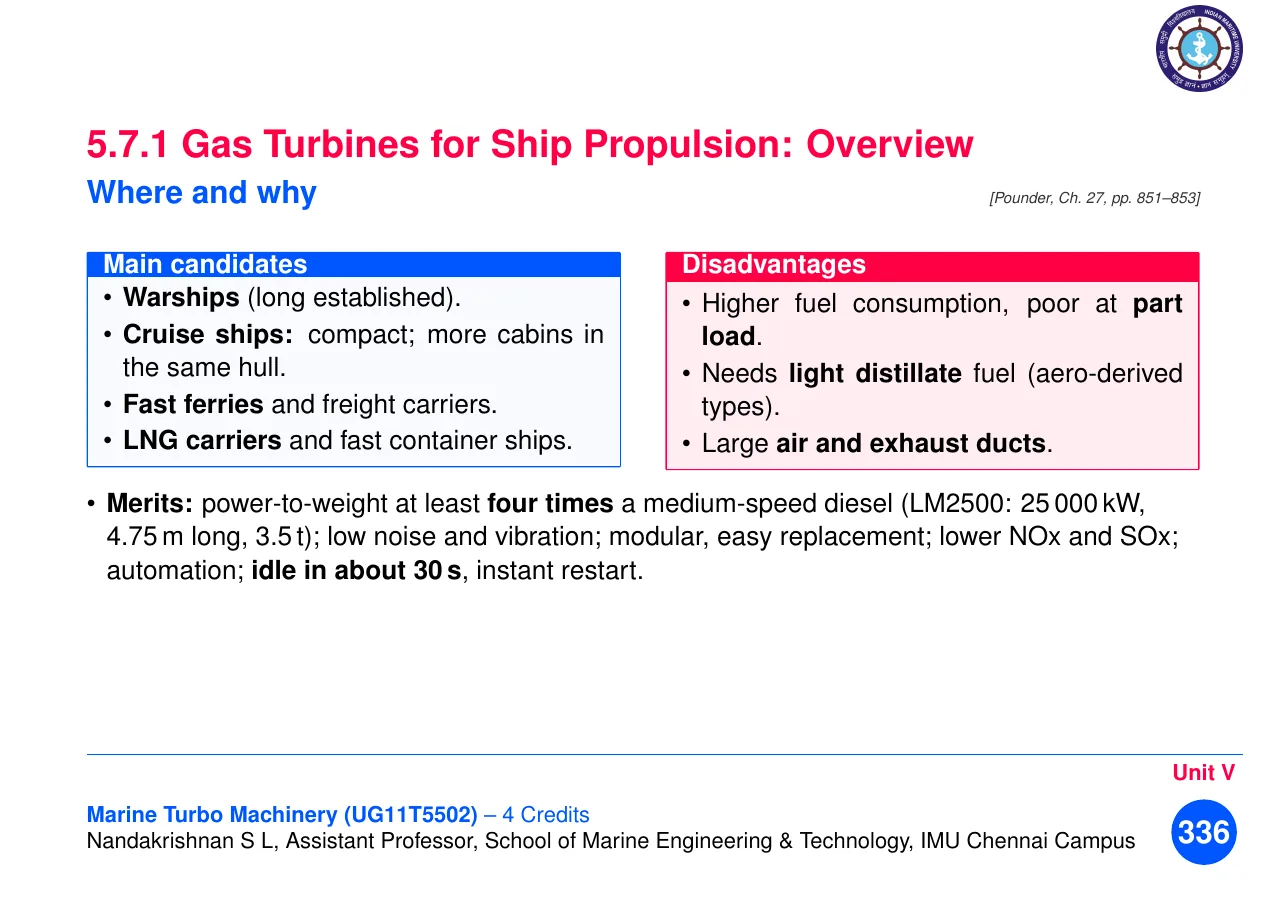 INDIAN MARITIME UNIVERSITY
5.7.1 Gas Turbines for Ship Propulsion: Overview
Where and why
[Pounder, Ch. 27, pp. 851–853]
Main candidates
• Warships (long established).
• Cruise ships: compact; more cabins in
the same hull.
• Fast ferries and freight carriers.
• LNG carriers and fast container ships.
Disadvantages
• Higher fuel consumption, poor at part
load.
• Needs light distillate fuel (aero-derived
types).
• Large air and exhaust ducts.
• Merits: power-to-weight at least four times a medium-speed diesel (LM2500: 25 000 kW,
4.75 m long, 3.5 t); low noise and vibration; modular, easy replacement; lower NOx and SOx;
automation; idle in about 30 s, instant restart.
Unit V
Marine Turbo Machinery (UG11T5502) – 4 Credits
Nandakrishnan S L, Assistant Professor, School of Marine Engineering & Technology, IMU Chennai Campus
336